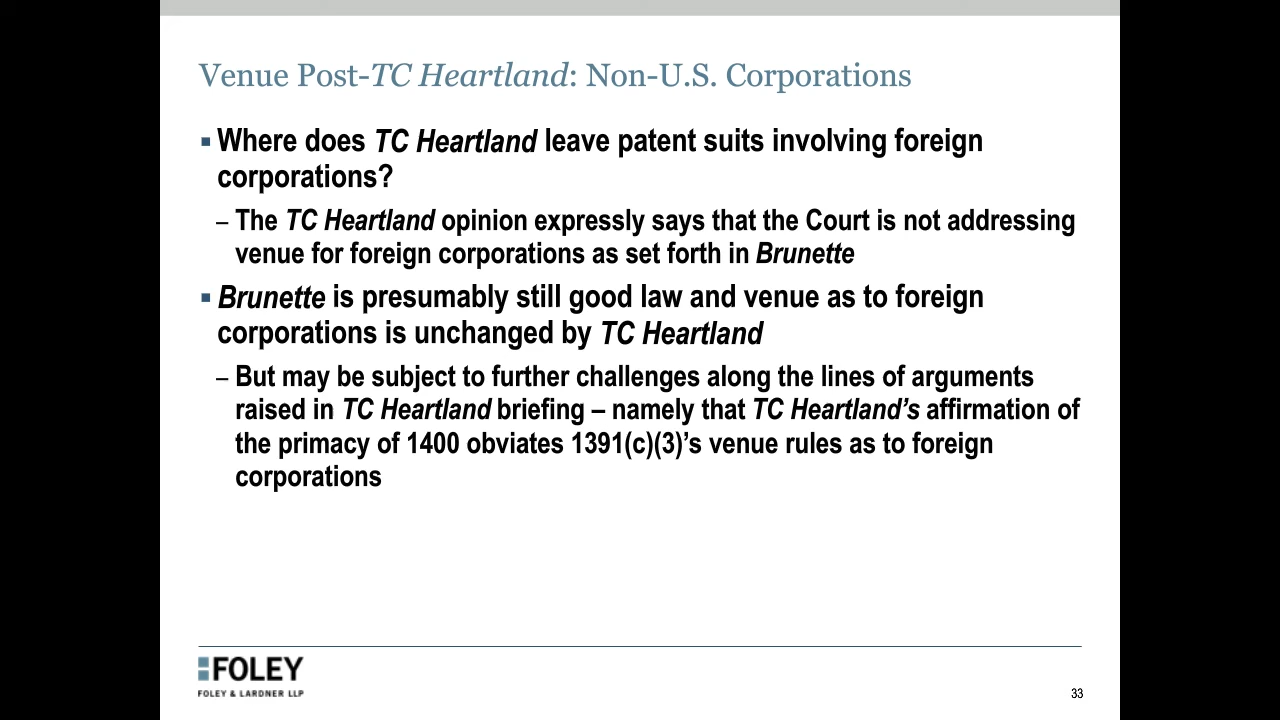 Venue Post-TC Heartland: Non-U.S. Corporations
▪ Where does TC Heartland leave patent suits involving foreign
corporations?
– The TC Heartland opinion expressly says that the Court is not addressing
venue for foreign corporations as set forth in Brunette
▪ Brunette is presumably still good law and venue as to foreign
corporations is unchanged by TC Heartland
– But may be subject to further challenges along the lines of arguments
raised in TC Heartland briefing – namely that TC Heartland’s affirmation of
the primacy of 1400 obviates 1391(c)(3)’s venue rules as to foreign
corporations
FOLEY
FOLEY & LARDNER LLP
33